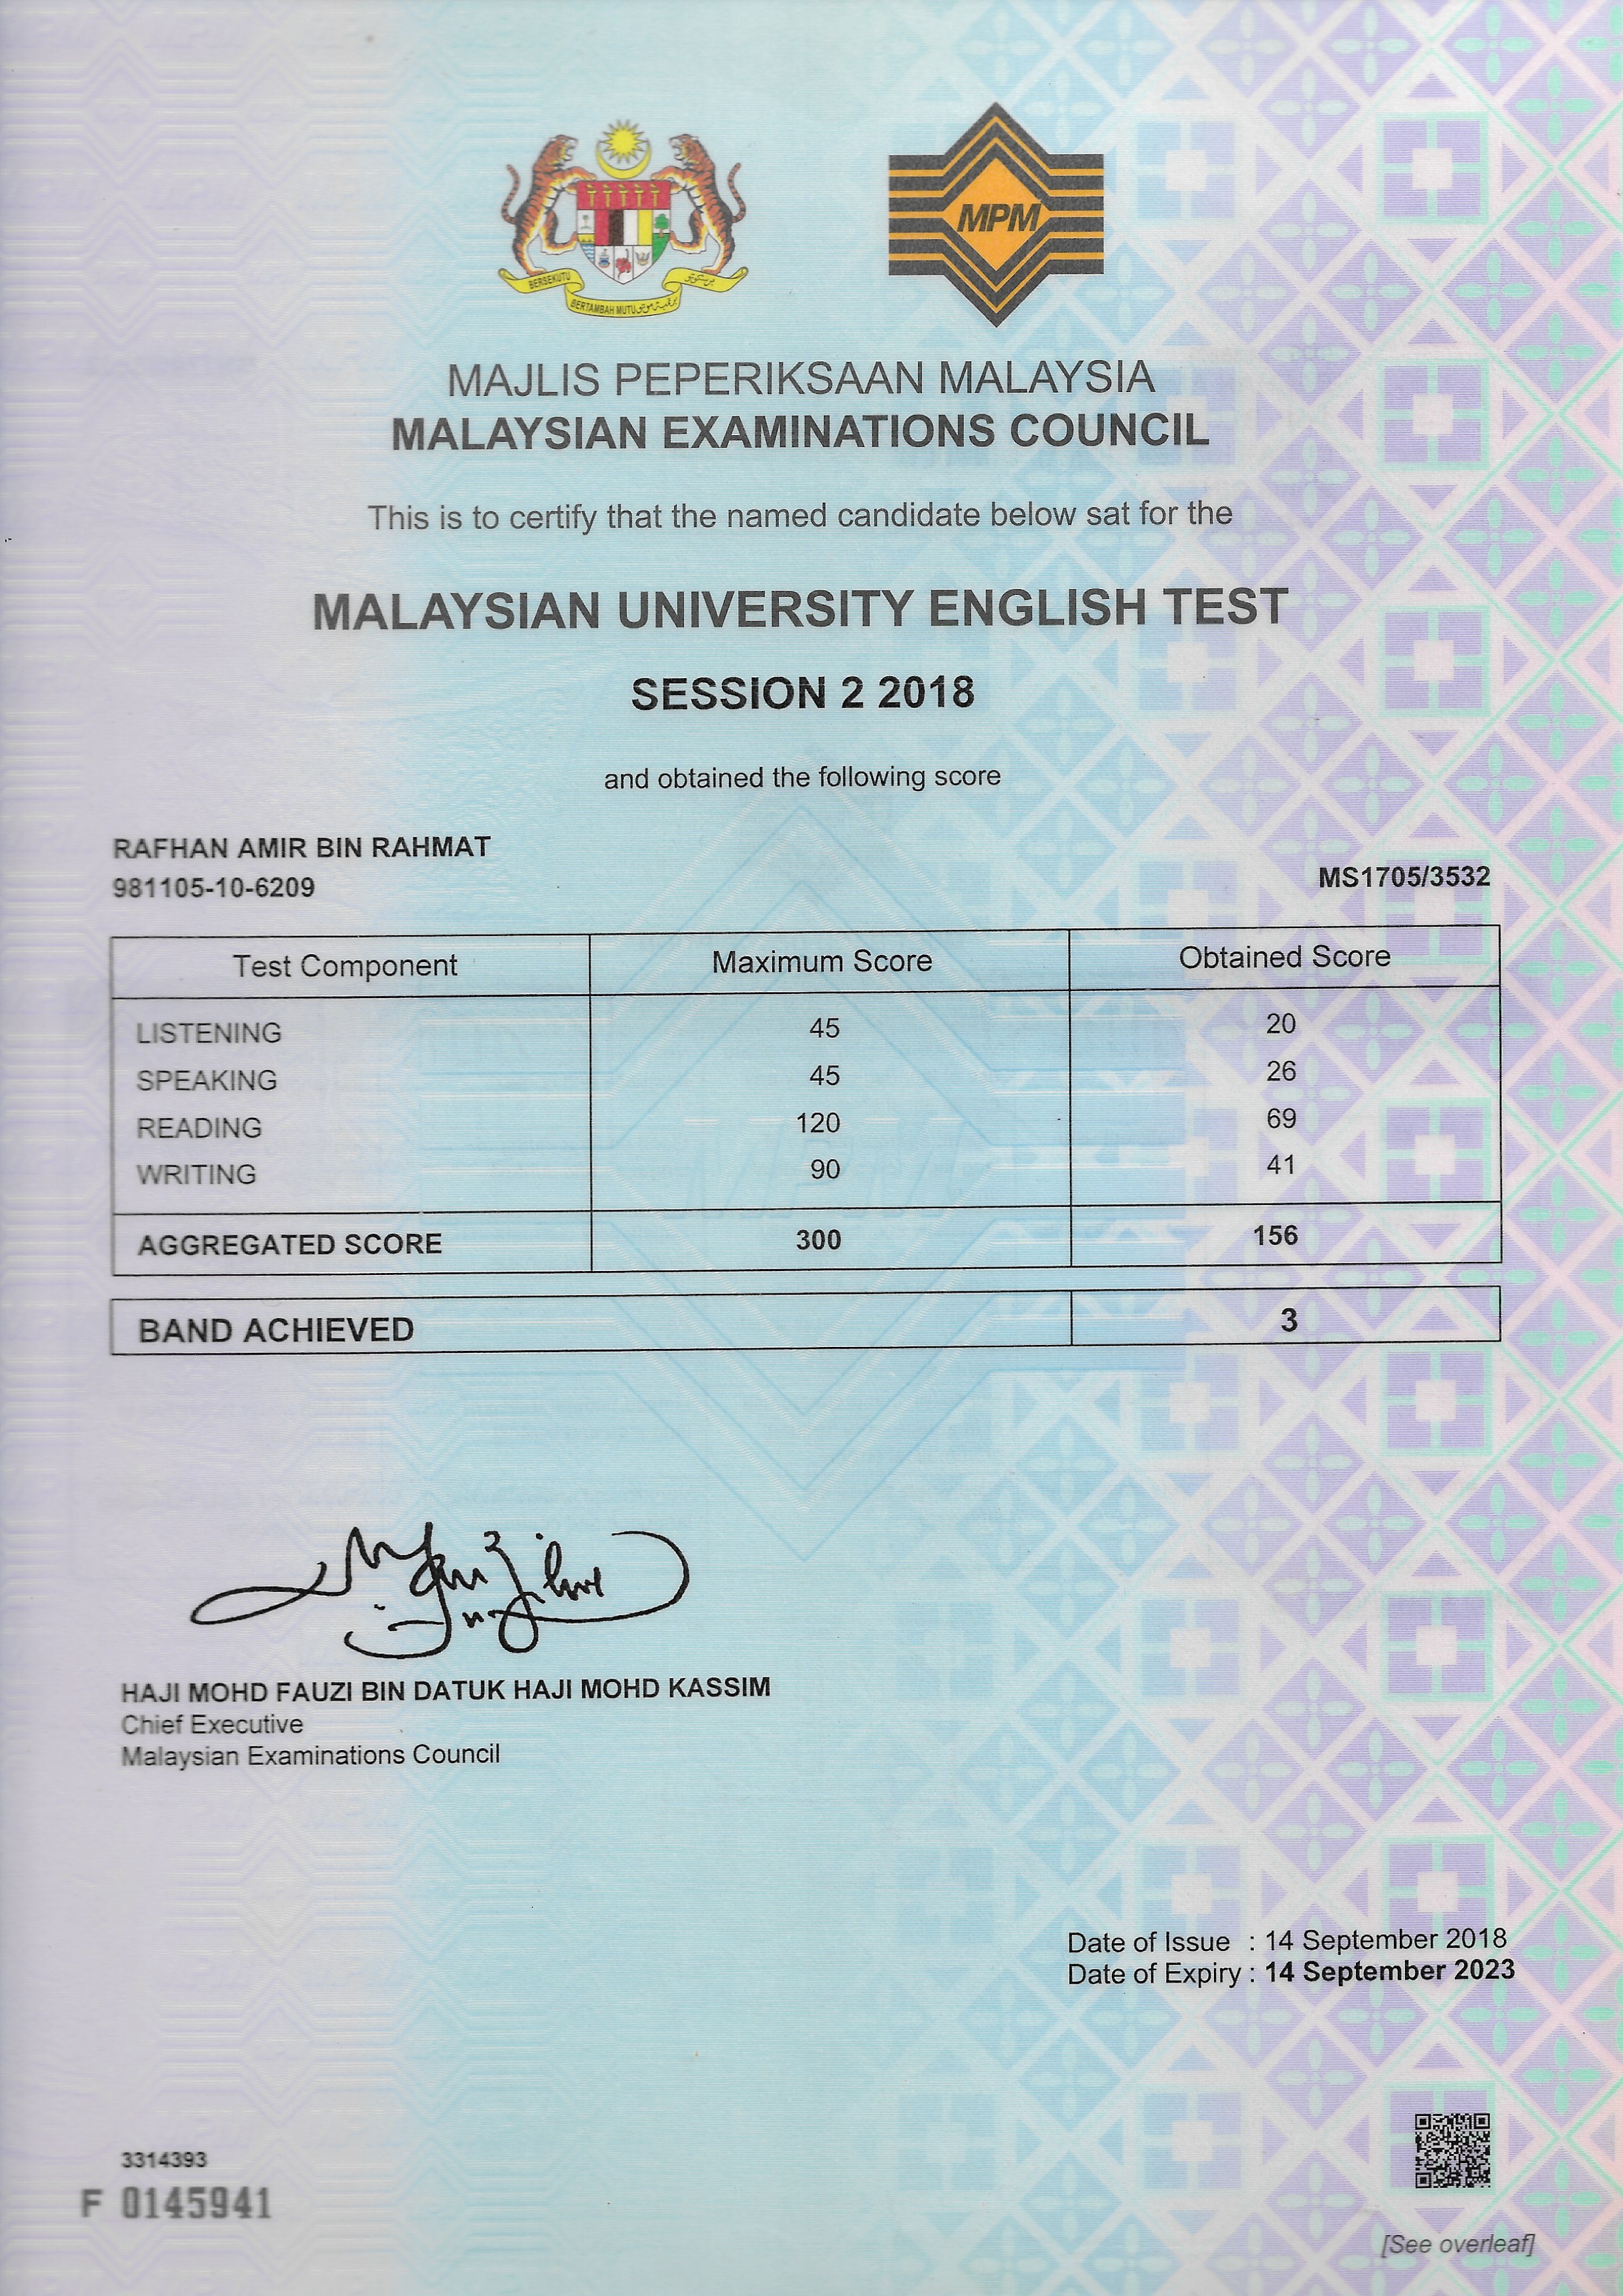 BERSEKUTU
BERTAMBAH MUTU
MPM
MAJLIS PEPERIKSAAN MALAYSIA
MALAYSIAN EXAMINATIONS COUNCIL
This is to certify that the named candidate below sat for the
MALAYSIAN UNIVERSITY ENGLISH TEST
SESSION 2 2018
and obtained the following score
RAFHAN AMIR BIN RAHMAT
981105-10-6209
MS1705/3532
Test Component Maximum Score Obtained Score
LISTENING 45 20
SPEAKING 45 26
READING 120 69
WRITING 90 41
AGGREGATED SCORE 300 156
BAND ACHIEVED 3
HAJI MOHD FAUZI BIN DATUK HAJI MOHD KASSIM
Chief Executive
Malaysian Examinations Council
Date of Issue : 14 September 2018
Date of Expiry : 14 September 2023
3314393
F 0145941
[See overleaf]